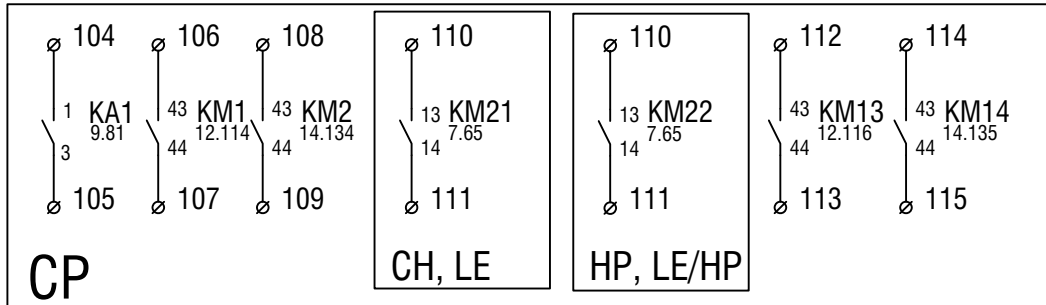 104 106 108 110 110 112 114
1 KA1 43 KM1 43 KM2 13 KM21 13 KM22 43 KM13 43 KM14
9.81 12.114 14.134 7.65 7.65 12.116 14.135
3 44 44 14 14 44 44
105 107 109 111 111 113 115
CP CH, LE HP, LE/HP